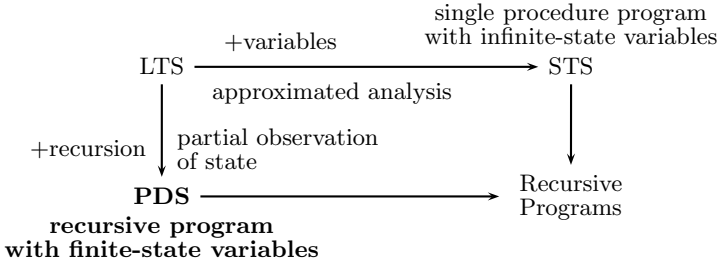 single procedure program
with infinite-state variables
+variables
LTS
STS
approximated analysis
+recursion
partial observation
of state
PDS
Recursive
Programs
recursive program
with finite-state variables